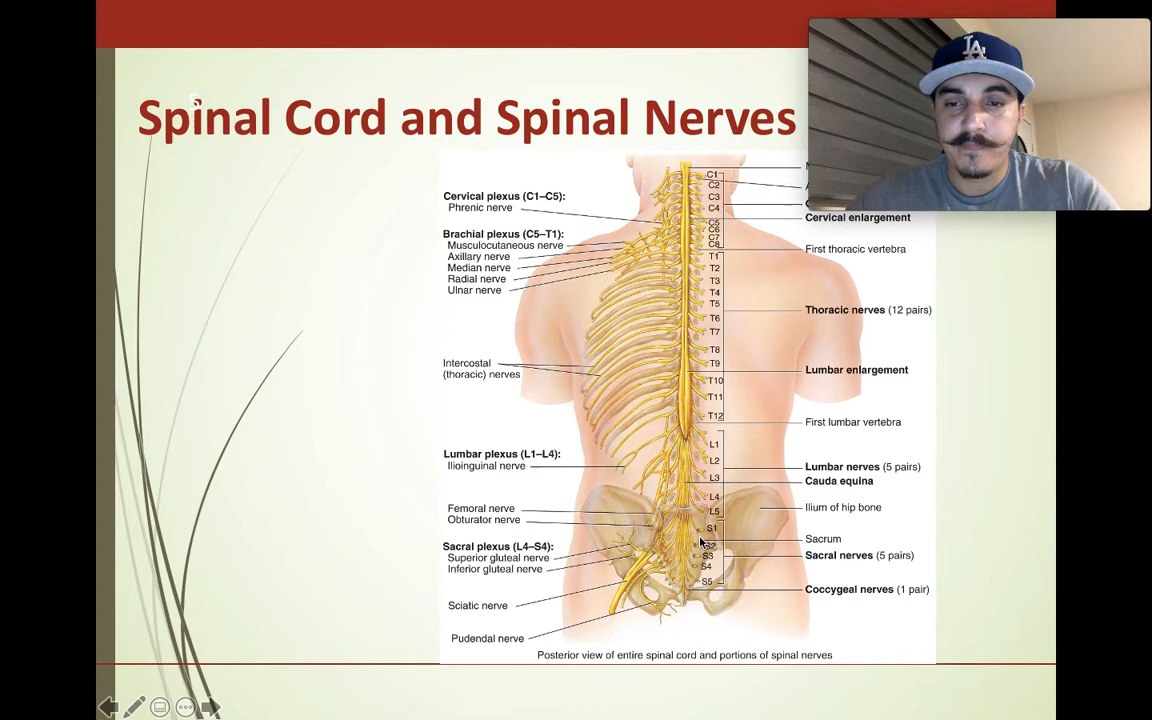 Spinal Cord and Spinal Nerves
LA
Cervical plexus (C1–C5):
Phrenic nerve
Brachial plexus (C5–T1):
Musculocutaneous nerve
Axillary nerve
Median nerve
Radial nerve
Ulnar nerve
Intercostal
(thoracic) nerves
Lumbar plexus (L1–L4):
Ilioinguinal nerve
Femoral nerve
Obturator nerve
Sacral plexus (L4–S4):
Superior gluteal nerve
Inferior gluteal nerve
Sciatic nerve
Pudendal nerve
C1
C2
C3
C4
C5
C6
C7
C8
T1
T2
T3
T4
T5
T6
T7
T8
T9
T10
T11
T12
L1
L2
L3
L4
L5
S1
S2
S3
S4
S5
Cervical enlargement
First thoracic vertebra
Thoracic nerves (12 pairs)
Lumbar enlargement
First lumbar vertebra
Lumbar nerves (5 pairs)
Cauda equina
Ilium of hip bone
Sacrum
Sacral nerves (5 pairs)
Coccygeal nerves (1 pair)
Posterior view of entire spinal cord and portions of spinal nerves